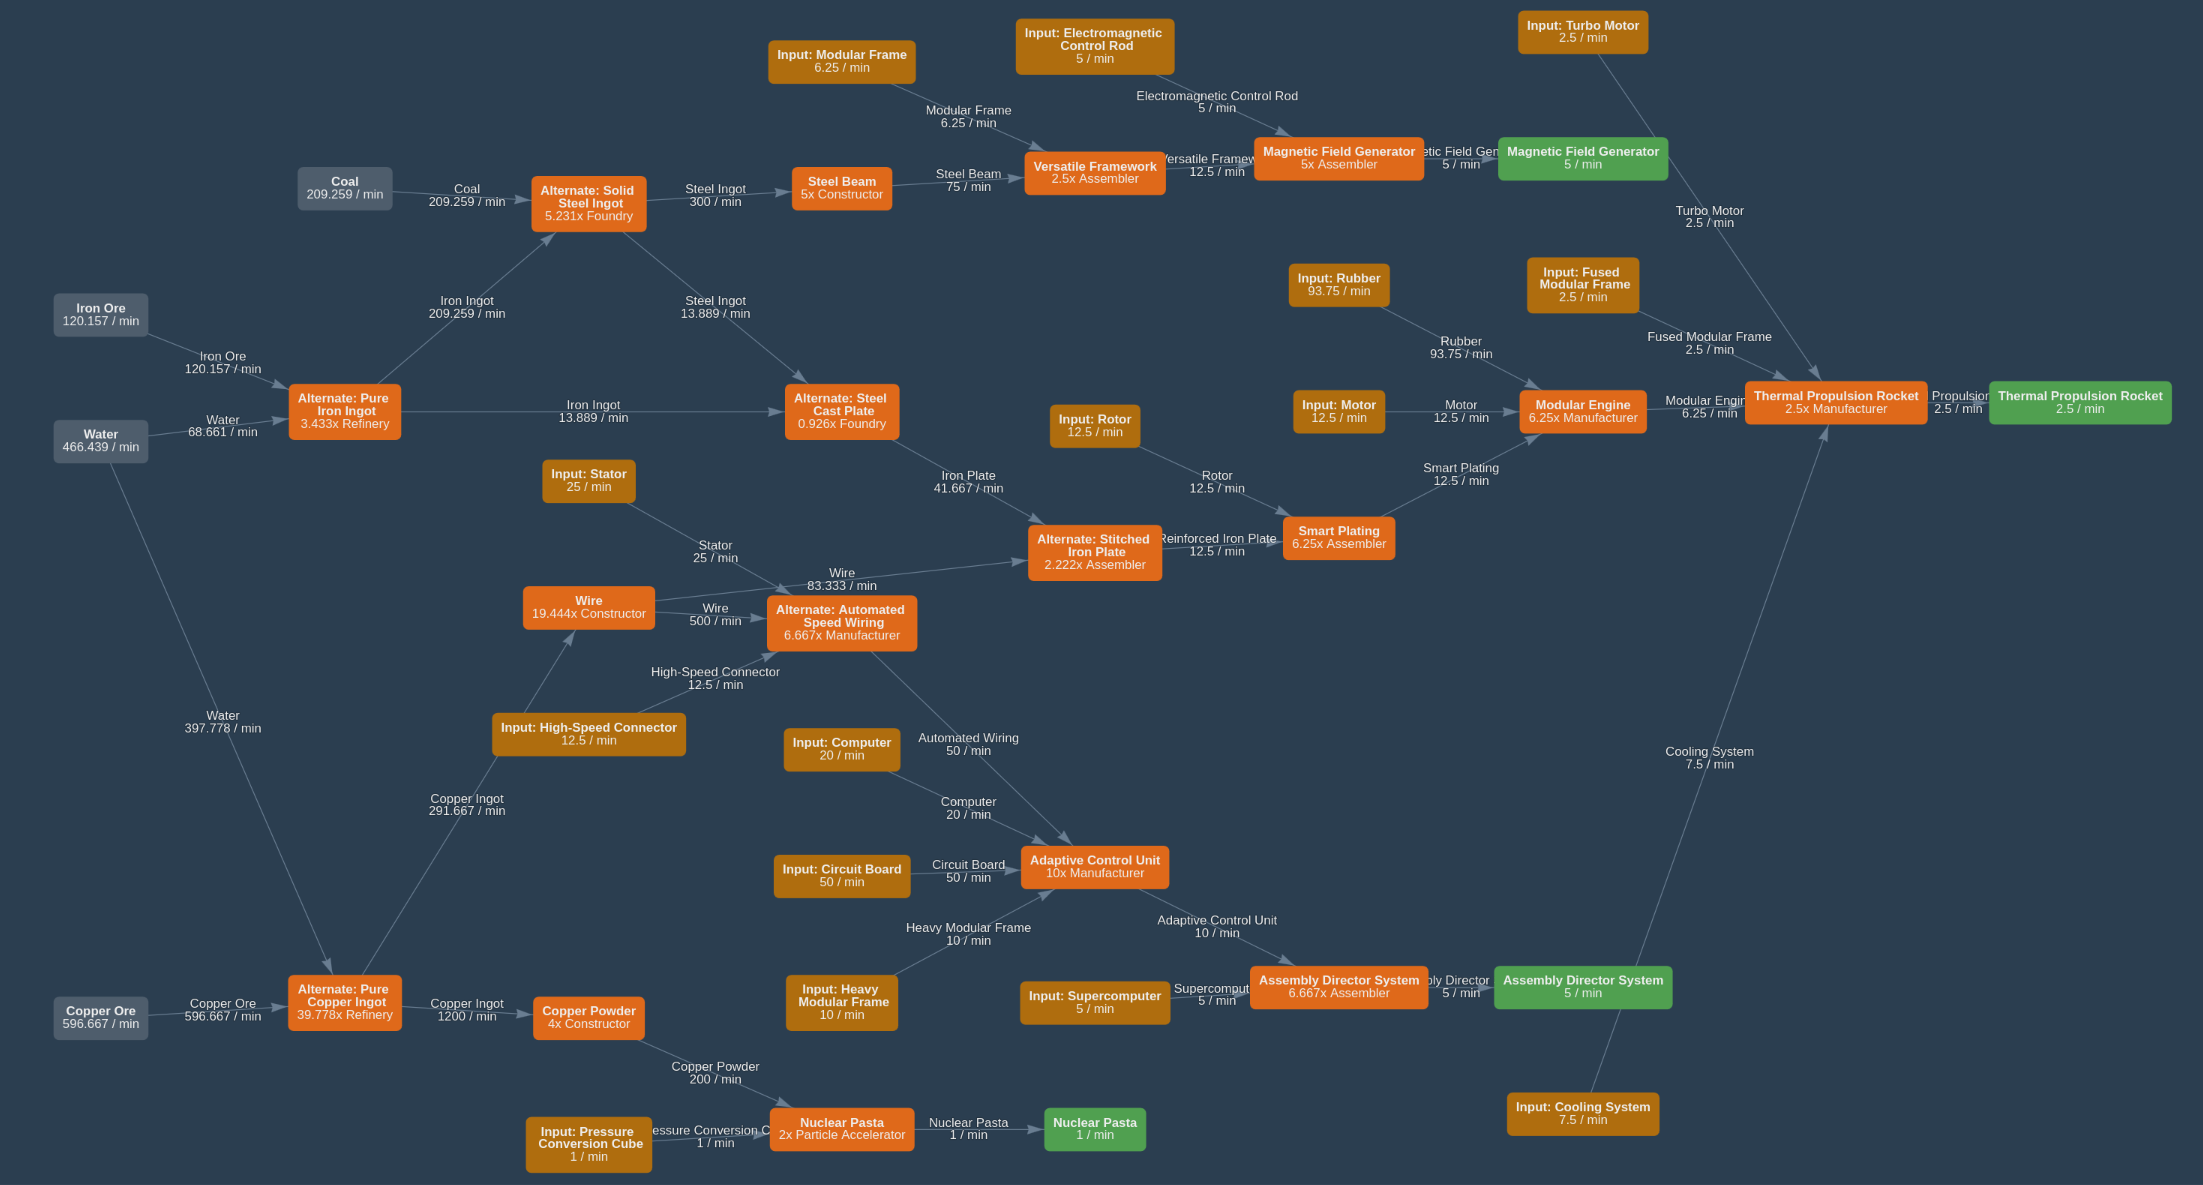 Input: Turbo Motor
2.5 / min
Input: Electromagnetic
Control Rod
5 / min
Input: Modular Frame
6.25 / min
Electromagnetic Control Rod
5 / min
Modular Frame
6.25 / min
Magnetic Field Generator
5x Assembler
etic Field Gen
5 / min
Magnetic Field Generator
5 / min
Versatile Framework
2.5x Assembler
ersatile Framew
12.5 / min
Coal
209.259 / min
Coal
209.259 / min
Alternate: Solid
Steel Ingot
5.231x Foundry
Steel Ingot
300 / min
Steel Beam
5x Constructor
Steel Beam
75 / min
Turbo Motor
2.5 / min
Input: Rubber
93.75 / min
Input: Fused
Modular Frame
2.5 / min
Iron Ore
120.157 / min
Iron Ingot
209.259 / min
Steel Ingot
13.889 / min
Rubber
93.75 / min
Fused Modular Frame
2.5 / min
Iron Ore
120.157 / min
Water
68.661 / min
Water
466.439 / min
Alternate: Pure
Iron Ingot
3.433x Refinery
Iron Ingot
13.889 / min
Alternate: Steel
Cast Plate
0.926x Foundry
Input: Rotor
12.5 / min
Input: Motor
12.5 / min
Motor
12.5 / min
Modular Engine
6.25x Manufacturer
Modular Engin
6.25 / min
Thermal Propulsion Rocket
2.5x Manufacturer
Propulsion
2.5 / min
Thermal Propulsion Rocket
2.5 / min
Input: Stator
25 / min
Iron Plate
41.667 / min
Rotor
12.5 / min
Smart Plating
12.5 / min
Stator
25 / min
Alternate: Stitched
Iron Plate
2.222x Assembler
Reinforced Iron Plate
12.5 / min
Smart Plating
6.25x Assembler
Wire
83.333 / min
Wire
19.444x Constructor
Wire
500 / min
Alternate: Automated
Speed Wiring
6.667x Manufacturer
High-Speed Connector
12.5 / min
Water
397.778 / min
Input: High-Speed Connector
12.5 / min
Input: Computer
20 / min
Automated Wiring
50 / min
Cooling System
7.5 / min
Copper Ingot
291.667 / min
Computer
20 / min
Input: Circuit Board
50 / min
Circuit Board
50 / min
Adaptive Control Unit
10x Manufacturer
Heavy Modular Frame
10 / min
Adaptive Control Unit
10 / min
Copper Ore
596.667 / min
Copper Ore
596.667 / min
Alternate: Pure
Copper Ingot
39.778x Refinery
Copper Ingot
1200 / min
Copper Powder
4x Constructor
Input: Heavy
Modular Frame
10 / min
Input: Supercomputer
5 / min
Supercomput
5 / min
Assembly Director System
6.667x Assembler
bly Director
5 / min
Assembly Director System
5 / min
Copper Powder
200 / min
Input: Pressure
Conversion Cube
1 / min
essure Conversion C
1 / min
Nuclear Pasta
2x Particle Accelerator
Nuclear Pasta
1 / min
Nuclear Pasta
1 / min
Input: Cooling System
7.5 / min